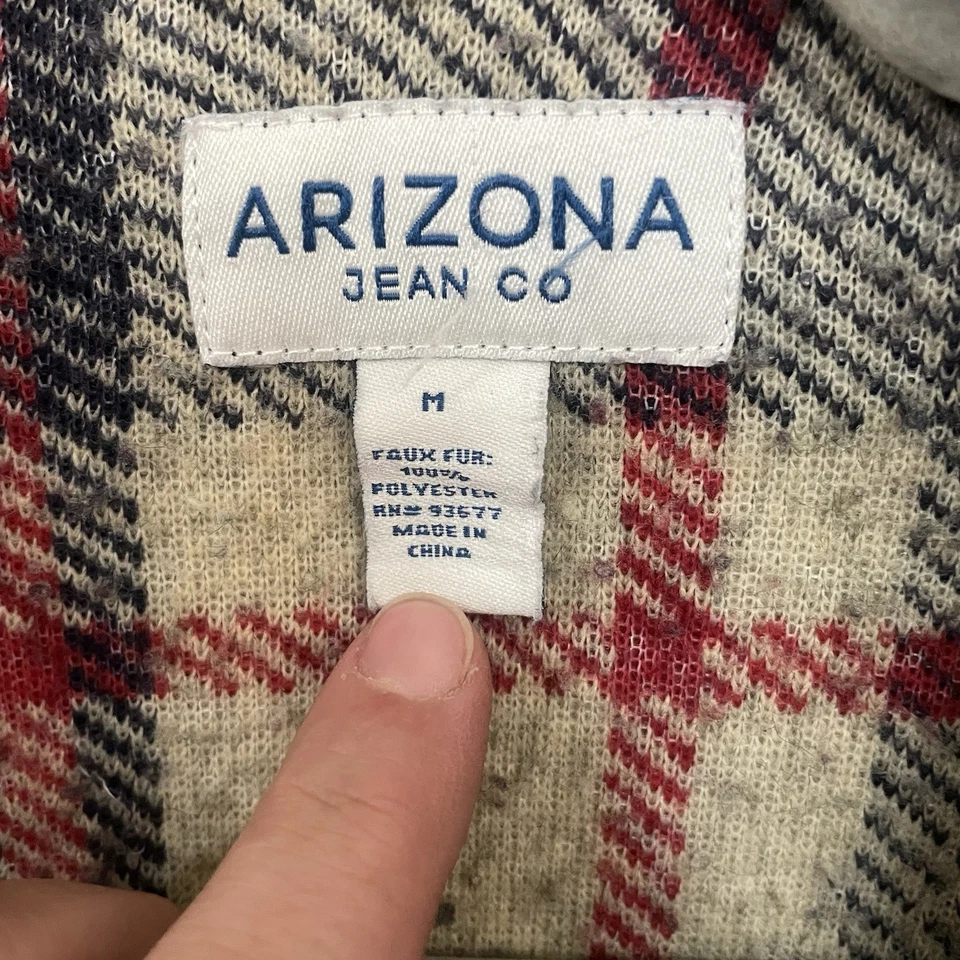 ARIZONA
JEAN CO
M
FAUX FUR:
100%
POLYESTER
RN# 93677
MADE IN
CHINA